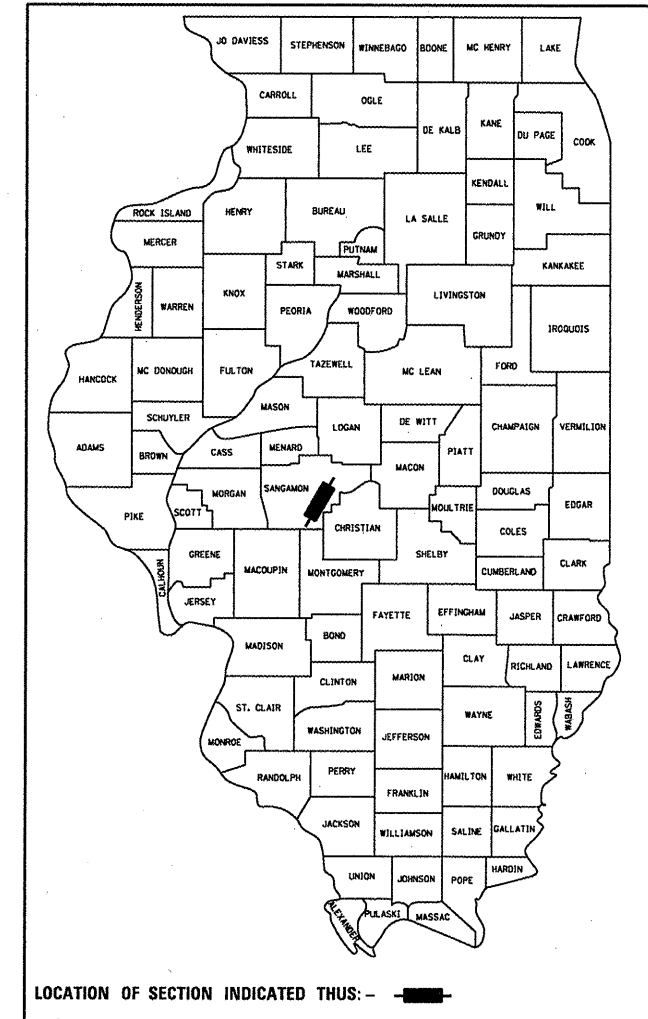 JO DAVIESS
STEPHENSON
WINNEBAGO
BOONE
MC HENRY
LAKE
CARROLL
OGLE
DE KALB
KANE
DU PAGE
COOK
WHITESIDE
LEE
KENDALL
WILL
ROCK ISLAND
HENRY
BUREAU
LA SALLE
GRUNDY
MERCER
PUTNAM
STARK
MARSHALL
KANKAKEE
HENDERSON
WARREN
KNOX
PEORIA
WOODFORD
LIVINGSTON
IROQUOIS
HANCOCK
MC DONOUGH
FULTON
TAZEWELL
MC LEAN
FORD
MASON
SCHUYLER
LOGAN
DE WITT
CHAMPAIGN
VERMILION
ADAMS
BROWN
CASS
MENARD
MACON
PIATT
SANGAMON
MORGAN
PIKE
SCOTT
CHRISTIAN
MOULTRIE
DOUGLAS
EDGAR
COLES
GREENE
MACOUPIN
MONTGOMERY
SHELBY
CUMBERLAND
CLARK
CALHOUN
JERSEY
FAYETTE
EFFINGHAM
JASPER
CRAWFORD
MADISON
BOND
CLAY
RICHLAND
LAWRENCE
CLINTON
MARION
ST. CLAIR
WAYNE
EDWARDS
WABASH
MONROE
WASHINGTON
JEFFERSON
RANDOLPH
PERRY
HAMILTON
WHITE
FRANKLIN
JACKSON
WILLIAMSON
SALINE
GALLATIN
UNION
JOHNSON
POPE
HARDIN
ALEXANDER
PULASKI
MASSAC
LOCATION OF SECTION INDICATED THUS: -